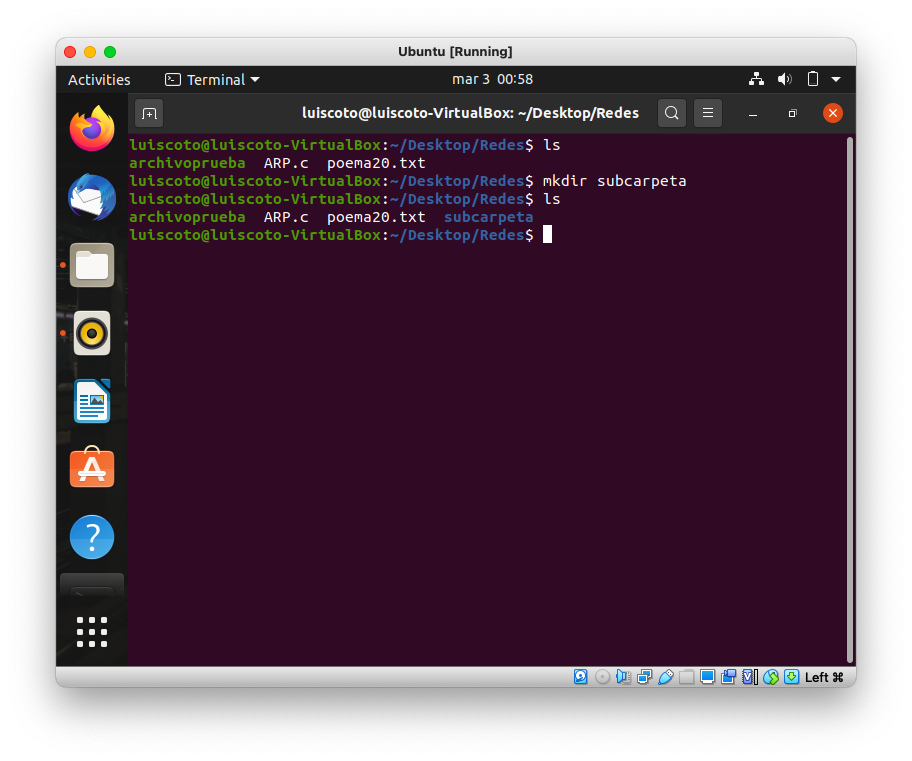 Ubuntu [Running]
Activities Terminal mar 3 00:58
luiscoto@luiscoto-VirtualBox: ~/Desktop/Redes
luiscoto@luiscoto-VirtualBox:~/Desktop/Redes$ ls
archivoprueba ARP.c poema20.txt
luiscoto@luiscoto-VirtualBox:~/Desktop/Redes$ mkdir subcarpeta
luiscoto@luiscoto-VirtualBox:~/Desktop/Redes$ ls
archivoprueba ARP.c poema20.txt subcarpeta
luiscoto@luiscoto-VirtualBox:~/Desktop/Redes$
Left ⌘